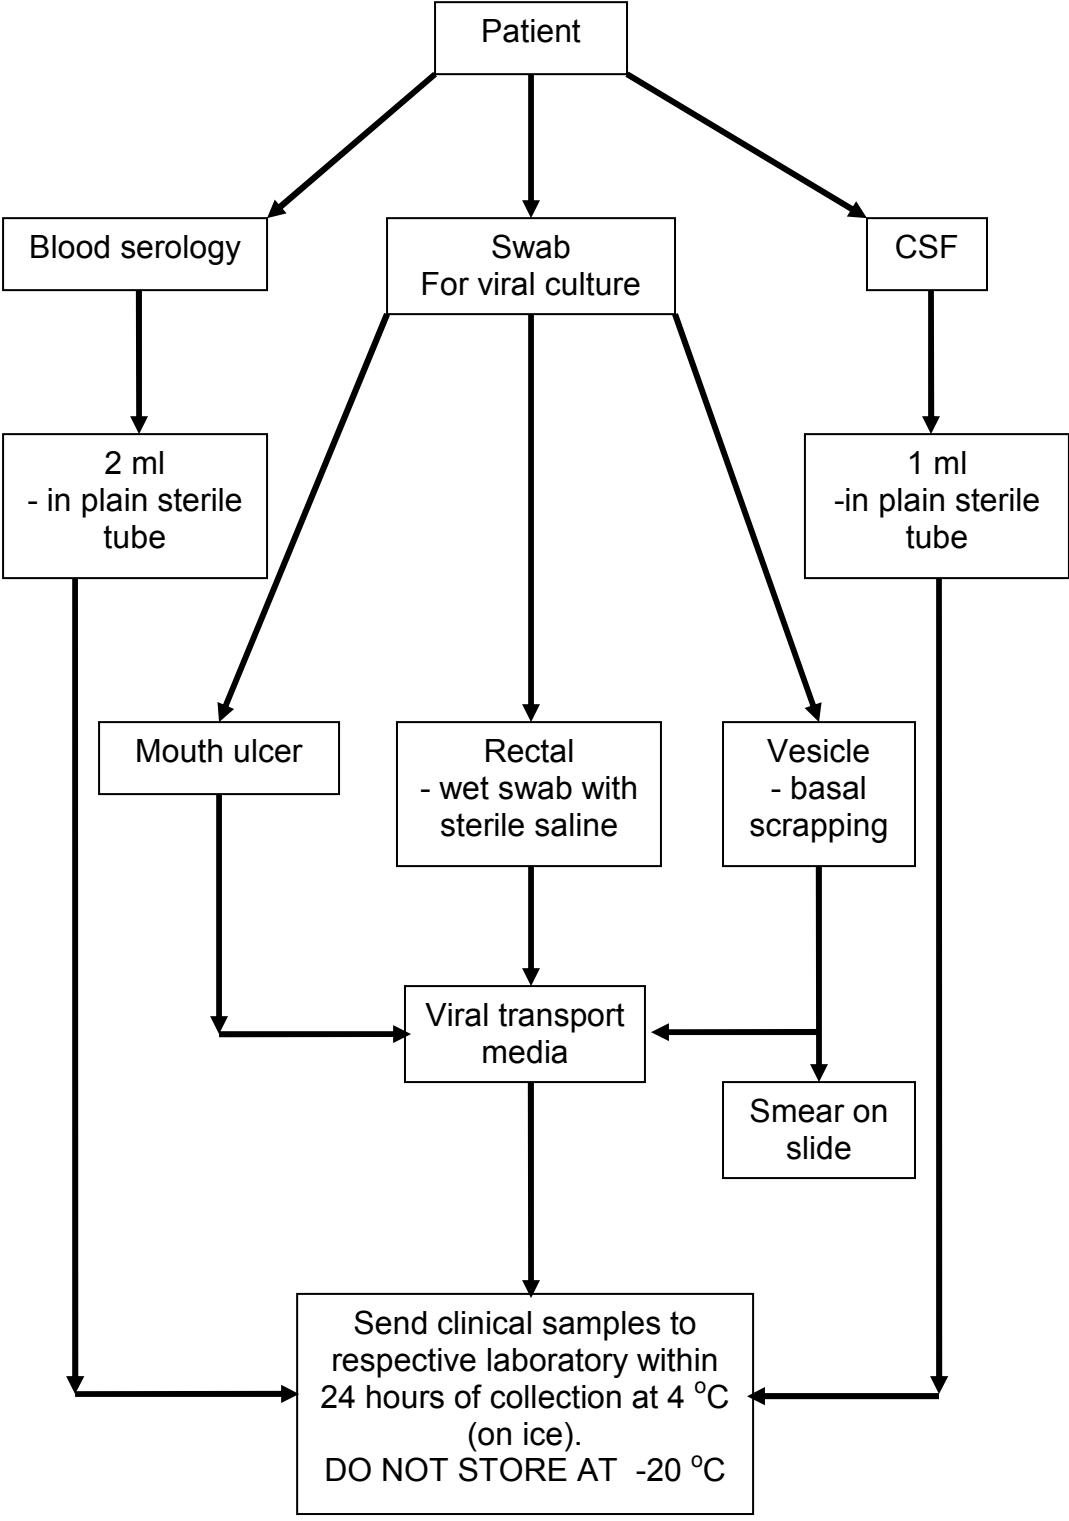 Patient
Blood serology
Swab
For viral culture
CSF
2 ml
- in plain sterile
tube
1 ml
-in plain sterile
tube
Mouth ulcer
Rectal
- wet swab with
sterile saline
Vesicle
- basal
scrapping
Viral transport
media
Smear on
slide
Send clinical samples to
respective laboratory within
24 hours of collection at 4 °C
(on ice).
DO NOT STORE AT  -20 °C